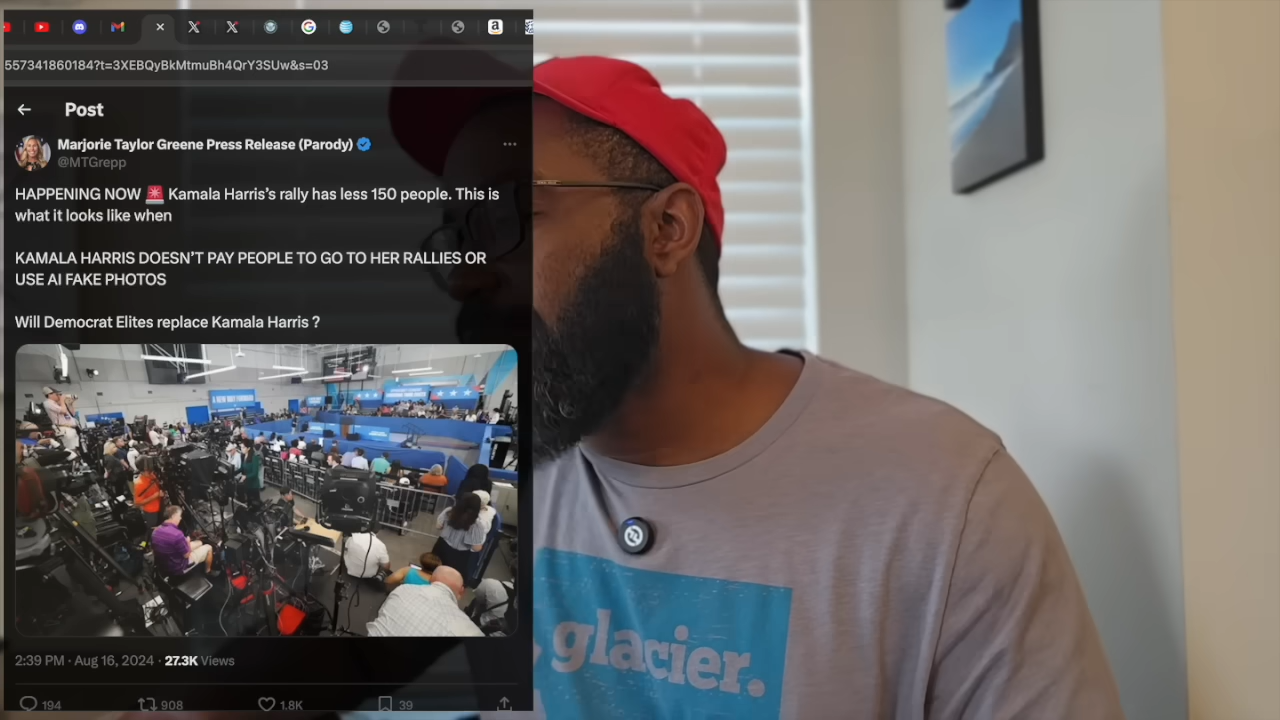 557341860184?t=3XEBQyBkMtmuBh4QrY3SUw&s=03
Post
Marjorie Taylor Greene Press Release (Parody)
@MTGrepp
HAPPENING NOW 🚨 Kamala Harris’s rally has less 150 people. This is
what it looks like when
KAMALA HARRIS DOESN’T PAY PEOPLE TO GO TO HER RALLIES OR
USE AI FAKE PHOTOS
Will Democrat Elites replace Kamala Harris ?
2:39 PM · Aug 16, 2024 · 27.3K Views
194 908 1.8K 39
glacier.